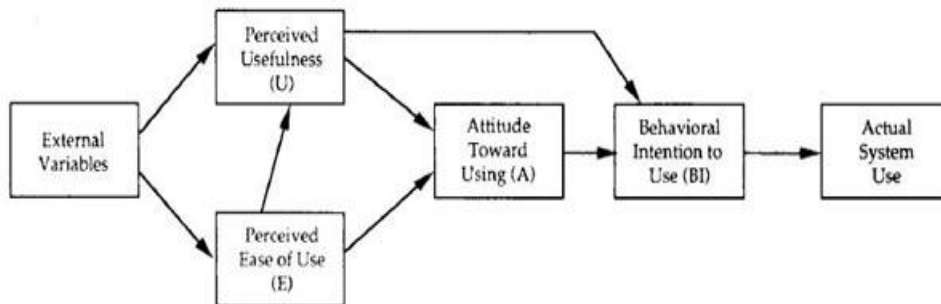 External
Variables
Perceived
Usefulness
(U)
Perceived
Ease of Use
(E)
Attitude
Toward
Using (A)
Behavioral
Intention to
Use (BI)
Actual
System
Use